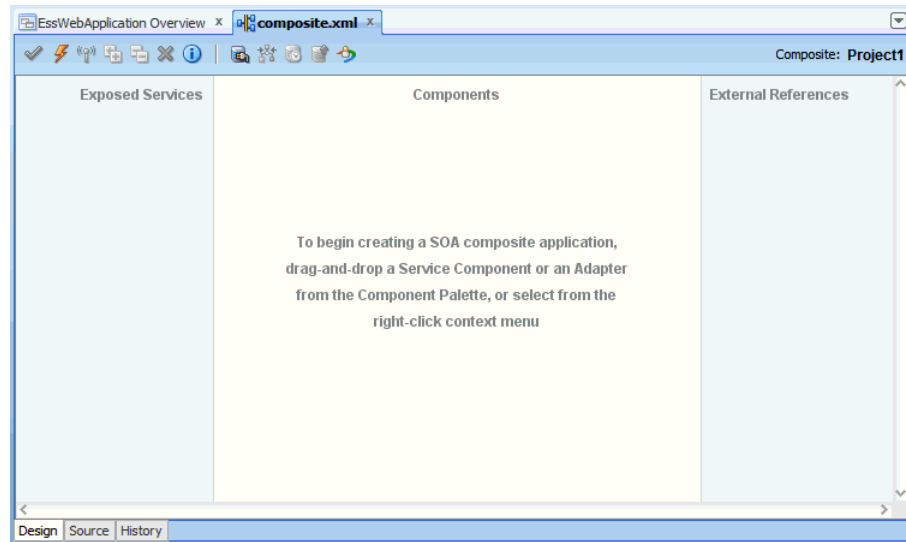 EssWebApplication Overview x composite.xml x
Composite: Project1
Exposed Services
Components
External References
To begin creating a SOA composite application,
drag-and-drop a Service Component or an Adapter
from the Component Palette, or select from the
right-click context menu
Design Source History